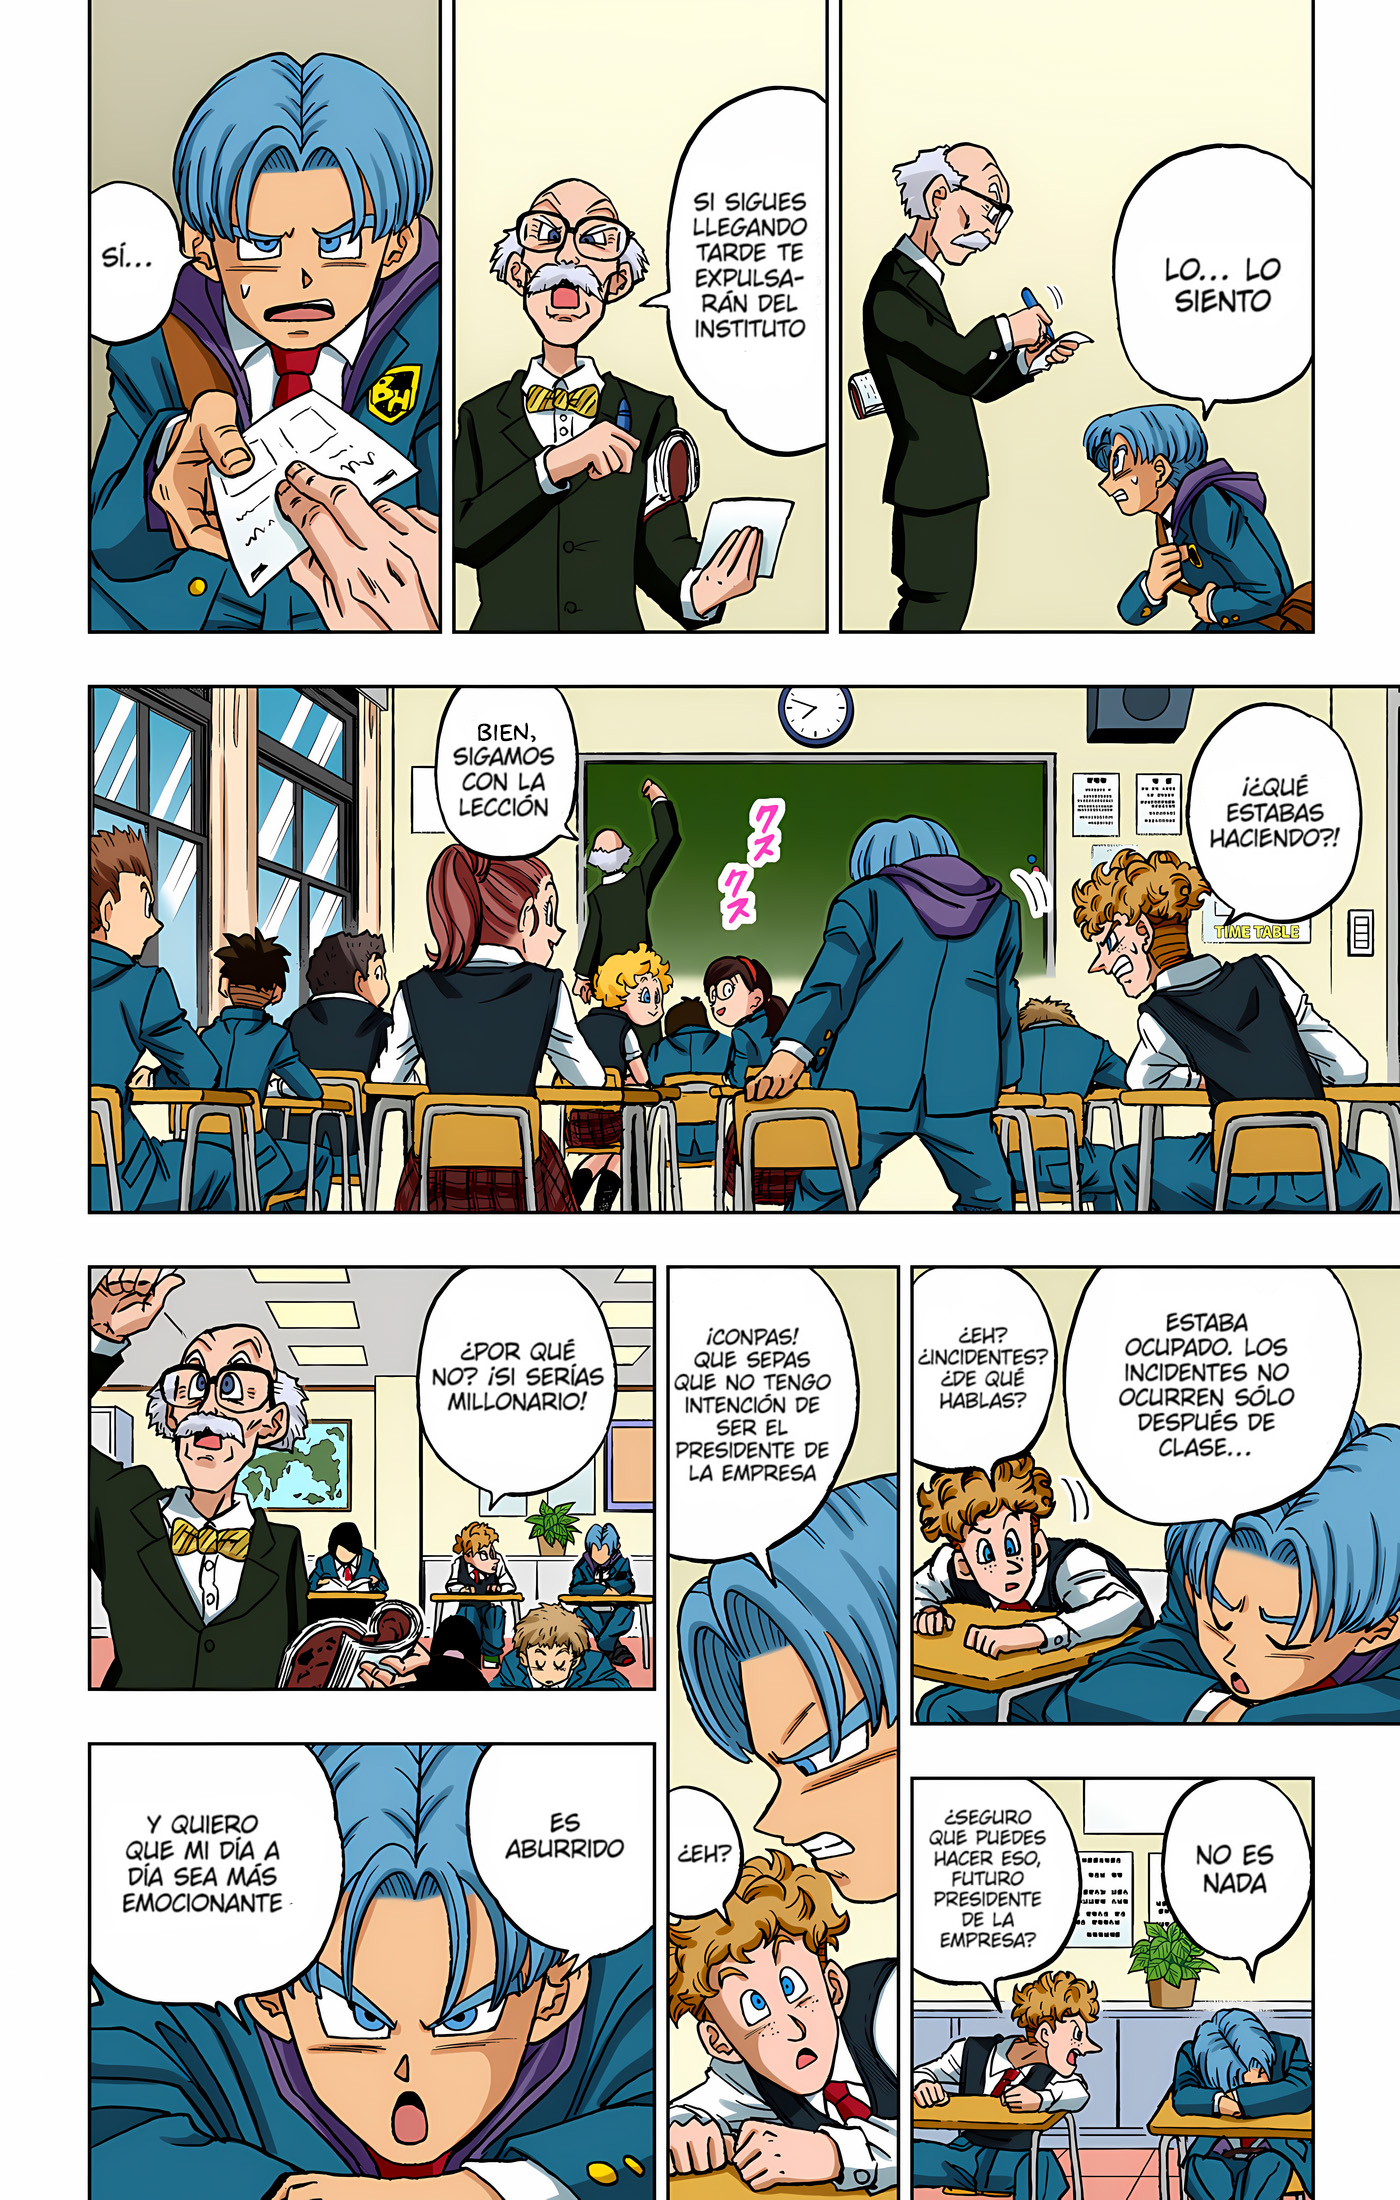 LO... LO
SIENTO
SI SIGUES
LLEGANDO
TARDE TE
EXPULSA-
RÁN DEL
INSTITUTO
SÍ...
BH
¡¿QUÉ
ESTABAS
HACIENDO?!
TIME TABLE
クスクス
BIEN,
SIGAMOS
CON LA
LECCIÓN
ESTABA
OCUPADO. LOS
INCIDENTES NO
OCURREN SÓLO
DESPUÉS DE
CLASE...
¿EH?
¿INCIDENTES?
¿DE QUÉ
HABLAS?
NO ES
NADA
¿SEGURO
QUE PUEDES
HACER ESO,
FUTURO
PRESIDENTE
DE LA
EMPRESA?
¡CONPAS!
QUE SEPAS
QUE NO TENGO
INTENCIÓN DE
SER EL
PRESIDENTE DE
LA EMPRESA
¿EH?
¿POR QUÉ
NO? ¡SI SERÍAS
MILLONARIO!
ES
ABURRIDO
Y QUIERO
QUE MI DÍA A
DÍA SEA MÁS
EMOCIONANTE